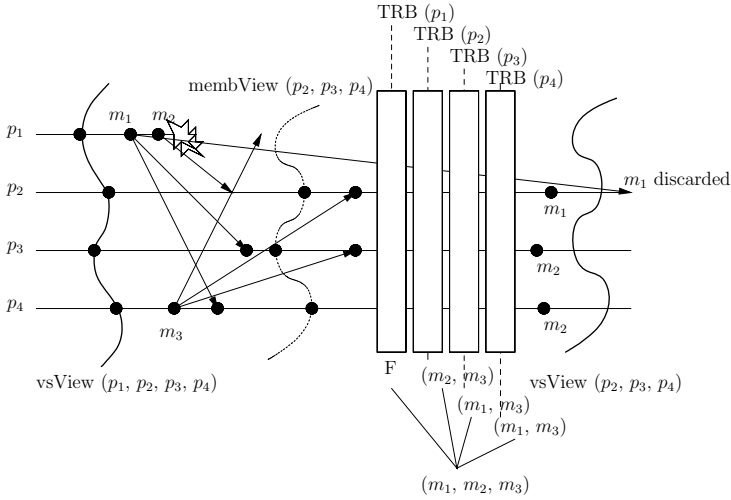 TRB (p1)
TRB (p2)
TRB (p3)
TRB (p4)
membView (p2, p3, p4)
m1
m2
p1
m1 discarded
p2
m1
p3
m2
p4
m3
m2
F
(m2, m3)
vsView (p1, p2, p3, p4)
vsView (p2, p3, p4)
(m1, m3)
(m1, m3)
(m1, m2, m3)